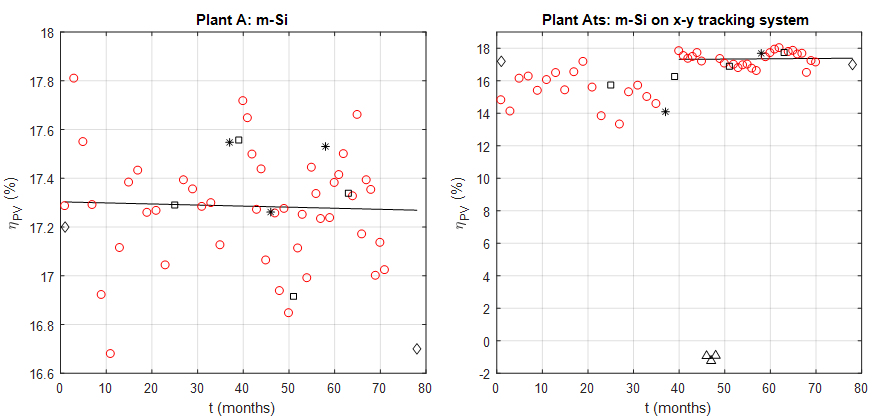 Plant A: m-Si
18
17.8
17.6
17.4
17.2
17
16.8
16.6
0 10 20 30 40 50 60 70 80
t (months)
ηPV (%)
Plant Ats: m-Si on x-y tracking system
18
16
14
12
10
8
6
4
2
0
-2
0 10 20 30 40 50 60 70 80
t (months)
ηPV (%)